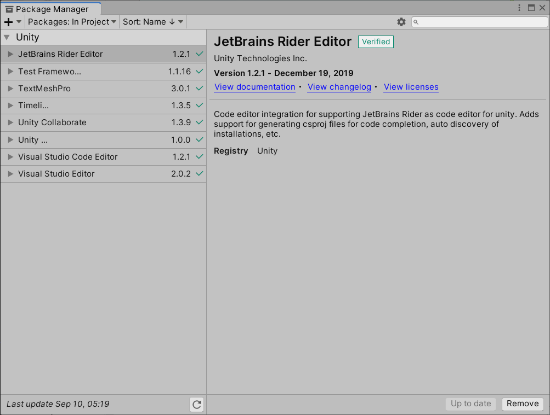 Package Manager
+ Packages: In Project Sort: Name ↓
Unity
JetBrains Rider Editor 1.2.1
Test Framewo... 1.1.16
TextMeshPro 3.0.1
Timeli... 1.3.5
Unity Collaborate 1.3.9
Unity ... 1.0.0
Visual Studio Code Editor 1.2.1
Visual Studio Editor 2.0.2
Last update Sep 10, 05:19
JetBrains Rider Editor Verified
Unity Technologies Inc.
Version 1.2.1 - December 19, 2019
View documentation • View changelog • View licenses
Code editor integration for supporting JetBrains Rider as code editor for unity. Adds
support for generating csproj files for code completion, auto discovery of
installations, etc.
Registry Unity
Up to date Remove